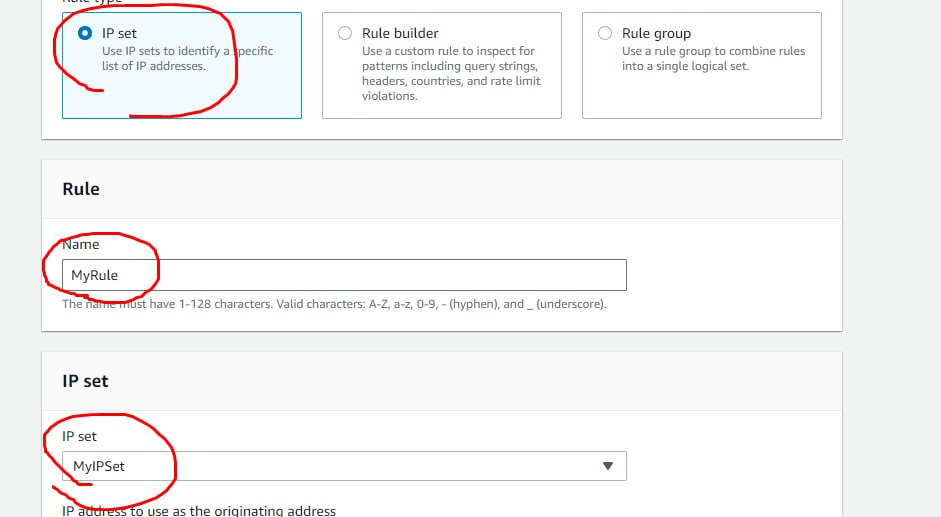 Rule type
IP set
Use IP sets to identify a specific
list of IP addresses.
Rule builder
Use a custom rule to inspect for
patterns including query strings,
headers, countries, and rate limit
violations.
Rule group
Use a rule group to combine rules
into a single logical set.
Rule
Name
MyRule
The name must have 1-128 characters. Valid characters: A-Z, a-z, 0-9, - (hyphen), and _ (underscore).
IP set
IP set
MyIPSet
IP address to use as the originating address